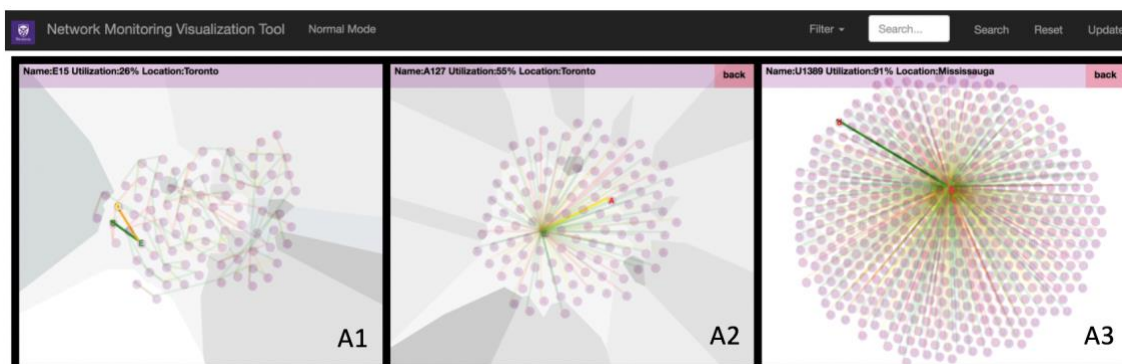 Network Monitoring Visualization Tool Normal Mode Filter Search... Search Reset Update
Name:E15 Utilization:26% Location:Toronto
Name:A127 Utilization:55% Location:Toronto back
Name:U1389 Utilization:91% Location:Mississauga back
E
A
A1
A2
A3